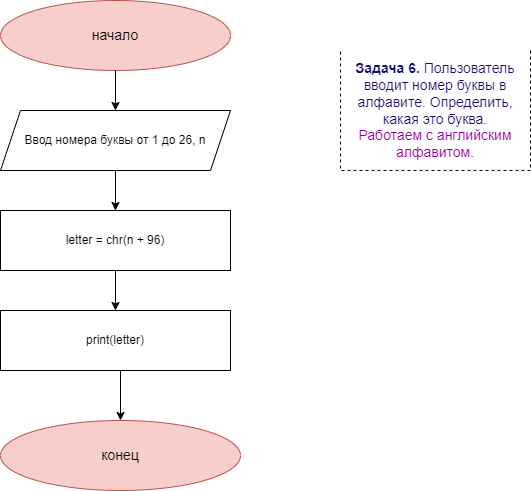 начало
Ввод номера буквы от 1 до 26, n
letter = chr(n + 96)
print(letter)
конец
Задача 6. Пользователь
вводит номер буквы в
алфавите. Определить,
какая это буква.
Работаем с английским
алфавитом.